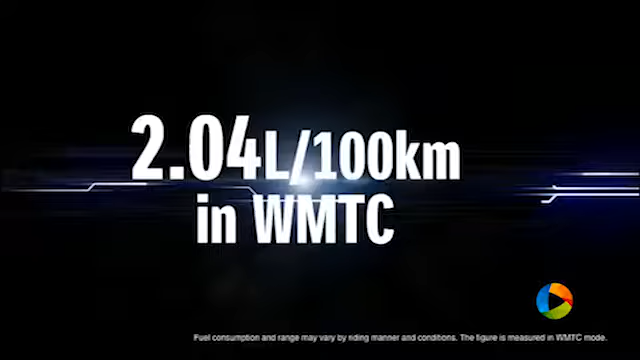 2.04L/100km
in WMTC
Fuel consumption and range may vary by riding manner and conditions. The figure is measured in WMTC mode.